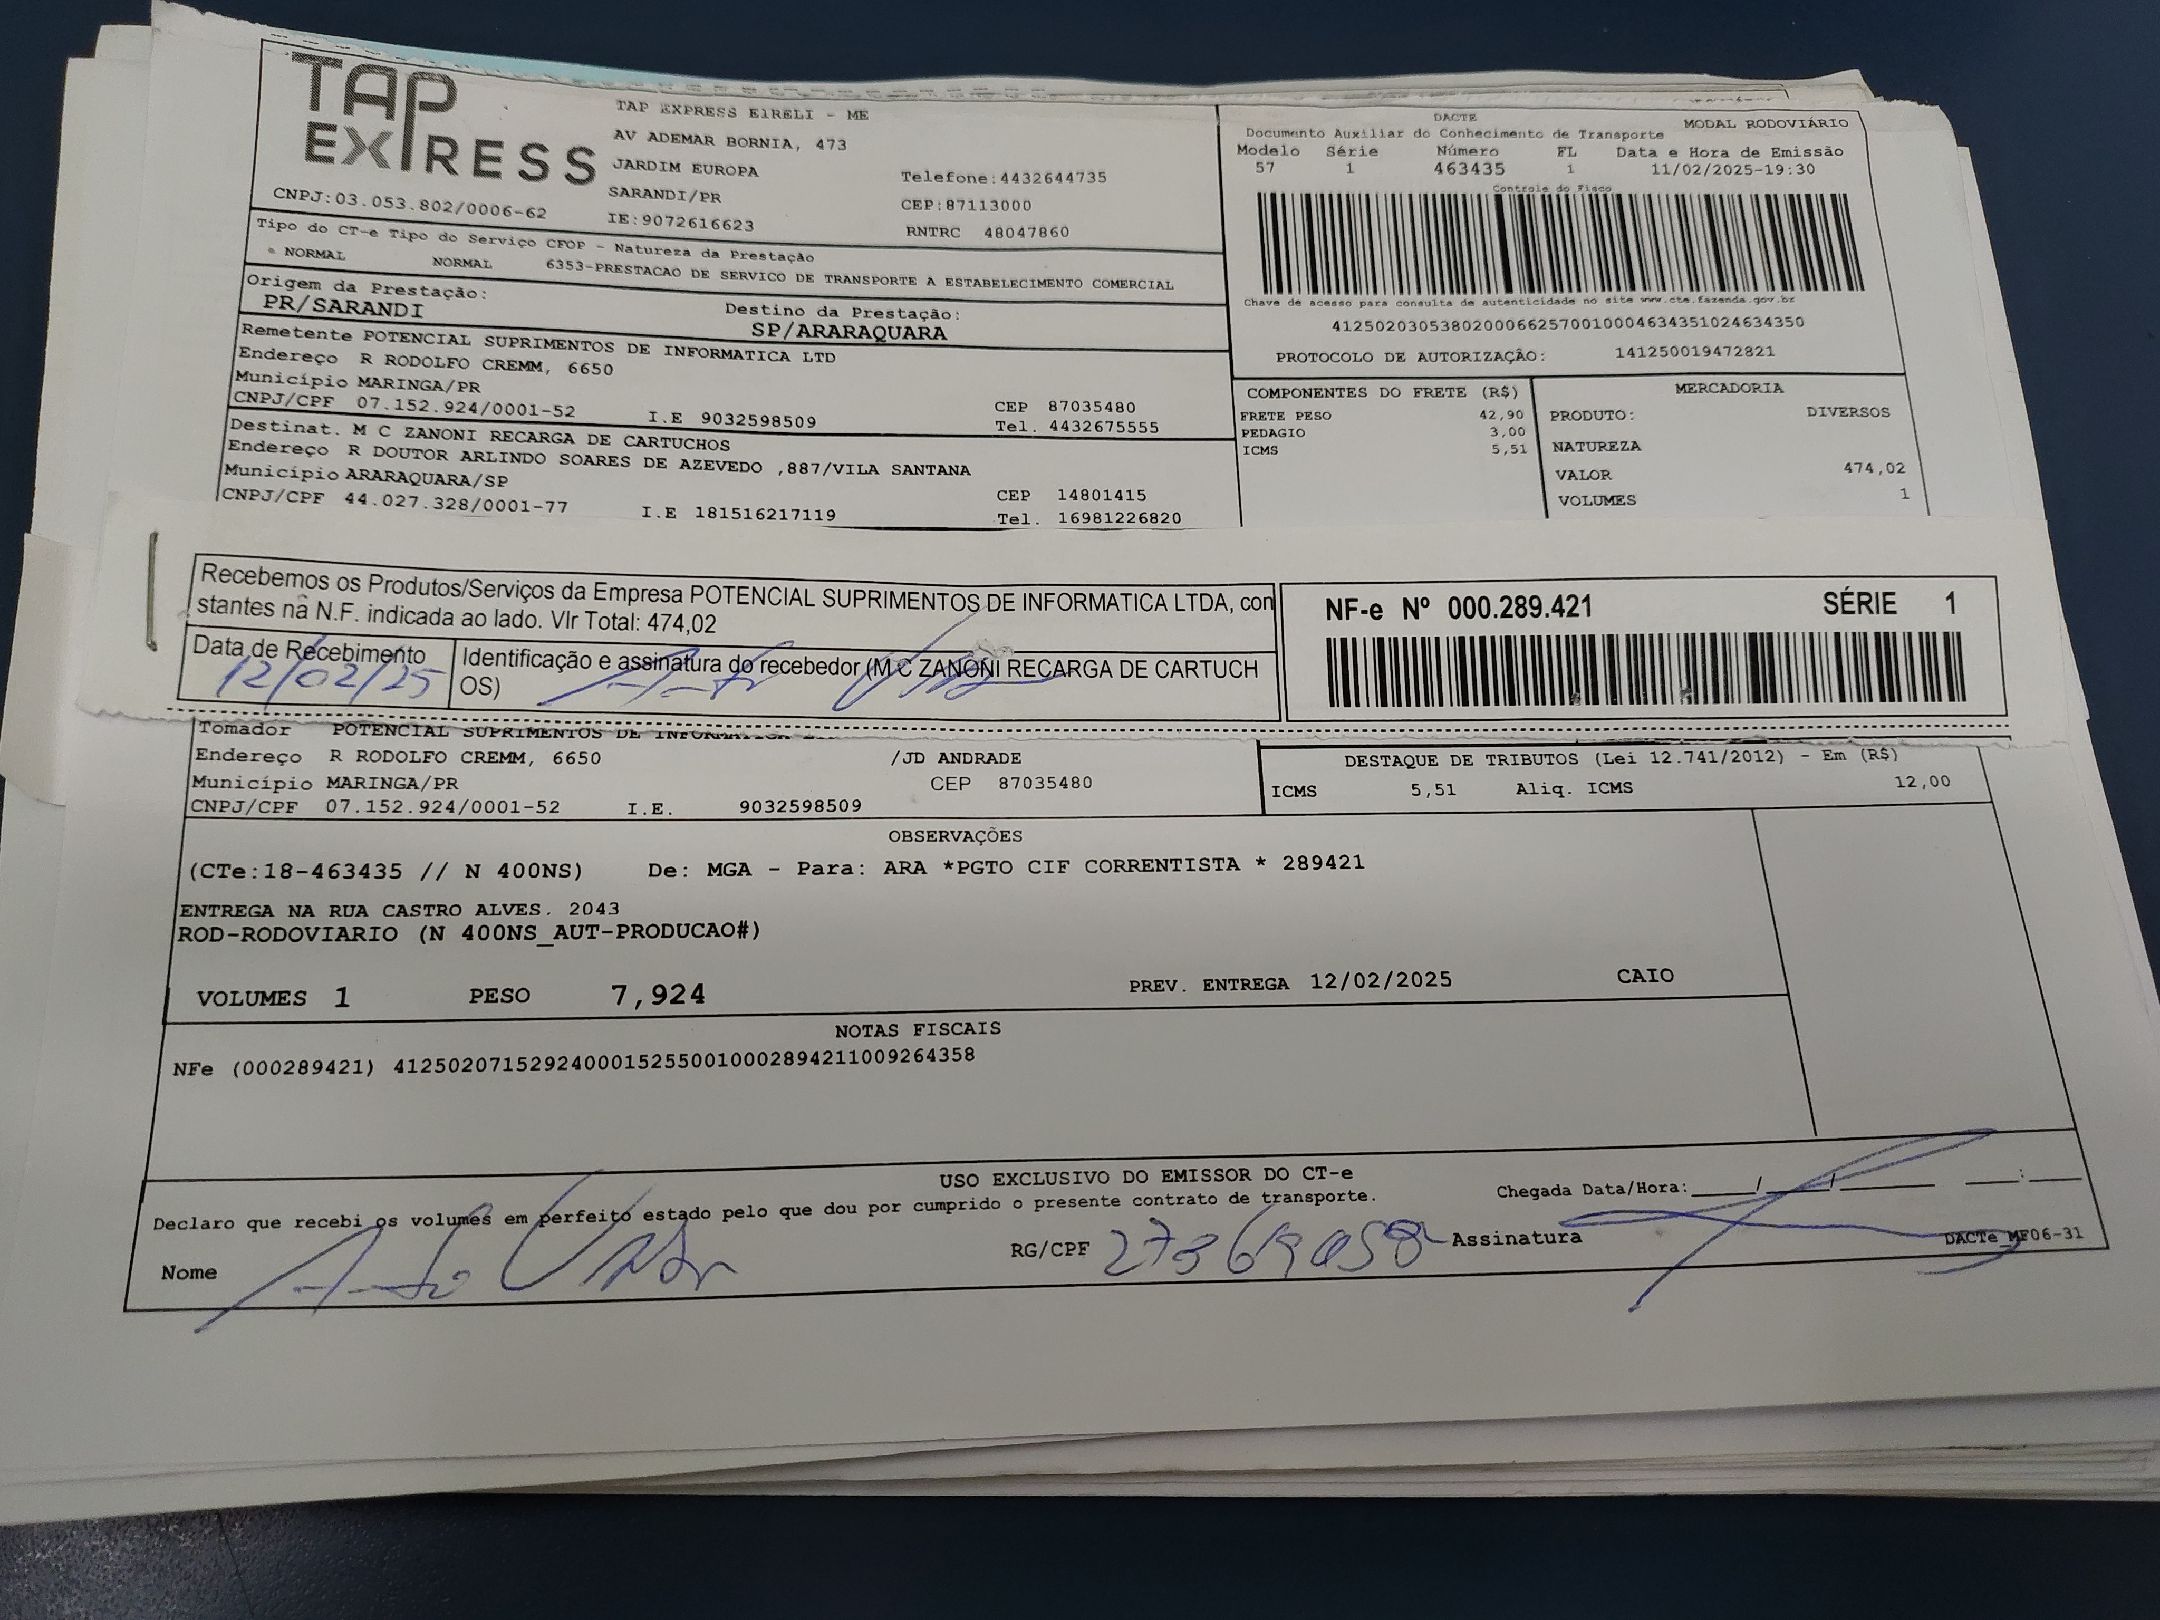 TAP
EXPRESS
CNPJ:03.053.802/0006-62
TAP EXPRESS EIRELI - ME
AV ADEMAR BORNIA, 473
JARDIM EUROPA
SARANDI/PR
IE:9072616623
Telefone:4432644735
CEP:87113000
RNTRC 48047860
DACTE
MODAL RODOVIÁRIO
Documento Auxiliar do Conhecimento de Transporte
Modelo Série Número FL Data e Hora de Emissão
57 1 463435 1 11/02/2025-19:30
Controle do Fisco
Chave de acesso para consulta de autenticidade no site www.cte.fazenda.gov.br
41250203053802000662570010004634351024634350
PROTOCOLO DE AUTORIZAÇÃO: 141250019472821
Tipo do CT-e Tipo do Serviço CFOP - Natureza da Prestação
NORMAL NORMAL 6353-PRESTACAO DE SERVICO DE TRANSPORTE A ESTABELECIMENTO COMERCIAL
Origem da Prestação: Destino da Prestação:
PR/SARANDI SP/ARARAQUARA
Remetente POTENCIAL SUPRIMENTOS DE INFORMATICA LTD
Endereço R RODOLFO CREMM, 6650
Município MARINGA/PR CEP 87035480
CNPJ/CPF 07.152.924/0001-52 I.E 9032598509 Tel. 4432675555
Destinat. M C ZANONI RECARGA DE CARTUCHOS
Endereço R DOUTOR ARLINDO SOARES DE AZEVEDO ,887/VILA SANTANA
Município ARARAQUARA/SP CEP 14801415
CNPJ/CPF 44.027.328/0001-77 I.E 181516217119 Tel. 16981226820
COMPONENTES DO FRETE (R$)
FRETE PESO 42,90
PEDAGIO 3,00
ICMS 5,51
MERCADORIA
PRODUTO: DIVERSOS
NATUREZA
VALOR 474,02
VOLUMES 1
Recebemos os Produtos/Serviços da Empresa POTENCIAL SUPRIMENTOS DE INFORMATICA LTDA, con
stantes na N.F. indicada ao lado. Vlr Total: 474,02
Data de Recebimento
12/02/25
Identificação e assinatura do recebedor (M C ZANONI RECARGA DE CARTUCH
OS)
NF-e Nº 000.289.421 SÉRIE 1
Tomador POTENCIAL SUPRIMENTOS DE
Endereço R RODOLFO CREMM, 6650 /JD ANDRADE
Município MARINGA/PR CEP 87035480
CNPJ/CPF 07.152.924/0001-52 I.E. 9032598509
DESTAQUE DE TRIBUTOS (Lei 12.741/2012) - Em (R$)
ICMS 5,51 Aliq. ICMS 12,00
OBSERVAÇÕES
(CTe:18-463435 // N 400NS) De: MGA - Para: ARA *PGTO CIF CORRENTISTA * 289421
ENTREGA NA RUA CASTRO ALVES. 2043
ROD-RODOVIARIO (N 400NS_AUT-PRODUCAO#)
VOLUMES 1 PESO 7,924 PREV. ENTREGA 12/02/2025 CAIO
NOTAS FISCAIS
NFe (000289421) 41250207152924000152550010002894211009264358
USO EXCLUSIVO DO EMISSOR DO CT-e
Declaro que recebi os volumes em perfeito estado pelo que dou por cumprido o presente contrato de transporte.
Chegada Data/Hora:____/____/______ ___:___
Nome
RG/CPF
Assinatura
DACTe_MF06-31